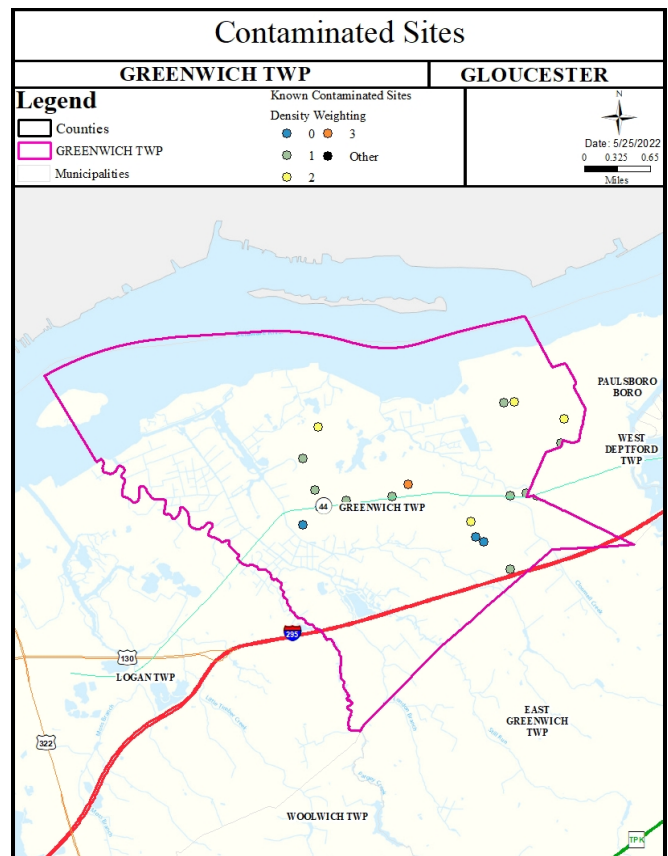 Contaminated Sites
GREENWICH TWP
GLOUCESTER
Legend
Counties
GREENWICH TWP
Municipalities
Known Contaminated Sites
Density Weighting
0 3
1 Other
2
N
Date: 5/25/2022
0 0.325 0.65
Miles
PAULSBORO
BORO
WEST
DEPTFORD
TWP
44
GREENWICH TWP
295
130
LOGAN TWP
322
EAST
GREENWICH
TWP
WOOLWICH TWP
TPK